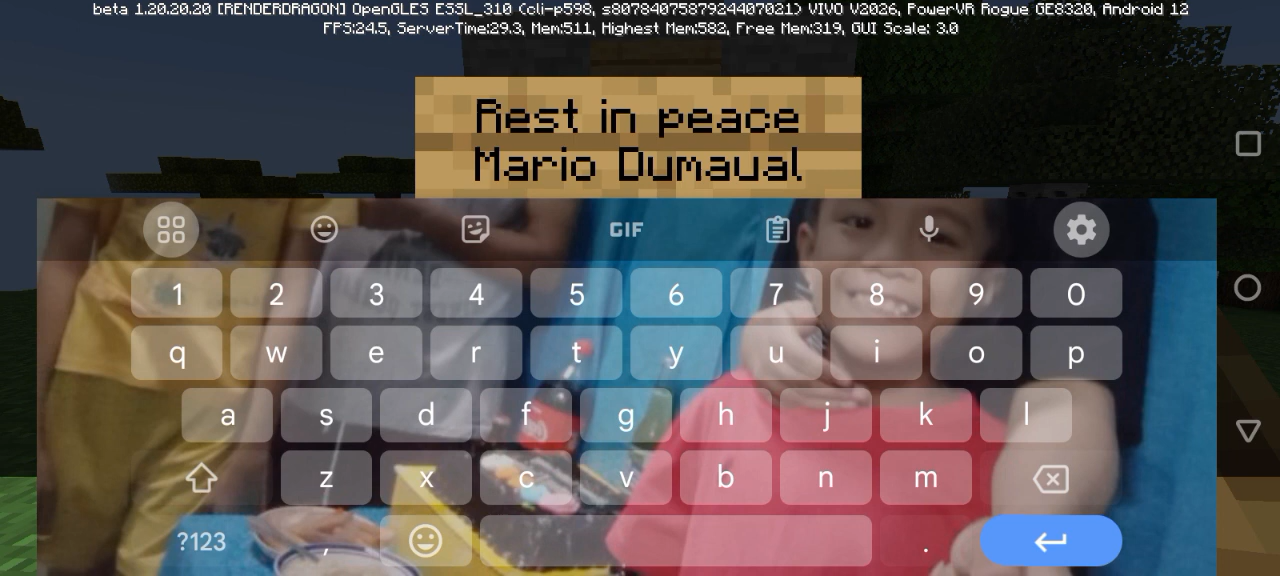 beta 1.20.20.20 [RENDERDRAGON] OpenGLES ESSL_310 (cli-p598, s80784075879244070​21) VIVO V2026, PowerVR Rogue GE8320, Android 12
FPS:24.5, ServerTime:29.3, Mem:511, Highest Mem:582, Free Mem:319, GUI Scale: 3.0
Rest in peace
Mario Dumaual
GIF
1 2 3 4 5 6 7 8 9 0
q w e r t y u i o p
a s d f g h j k l
z x c v b n m
?123 , .